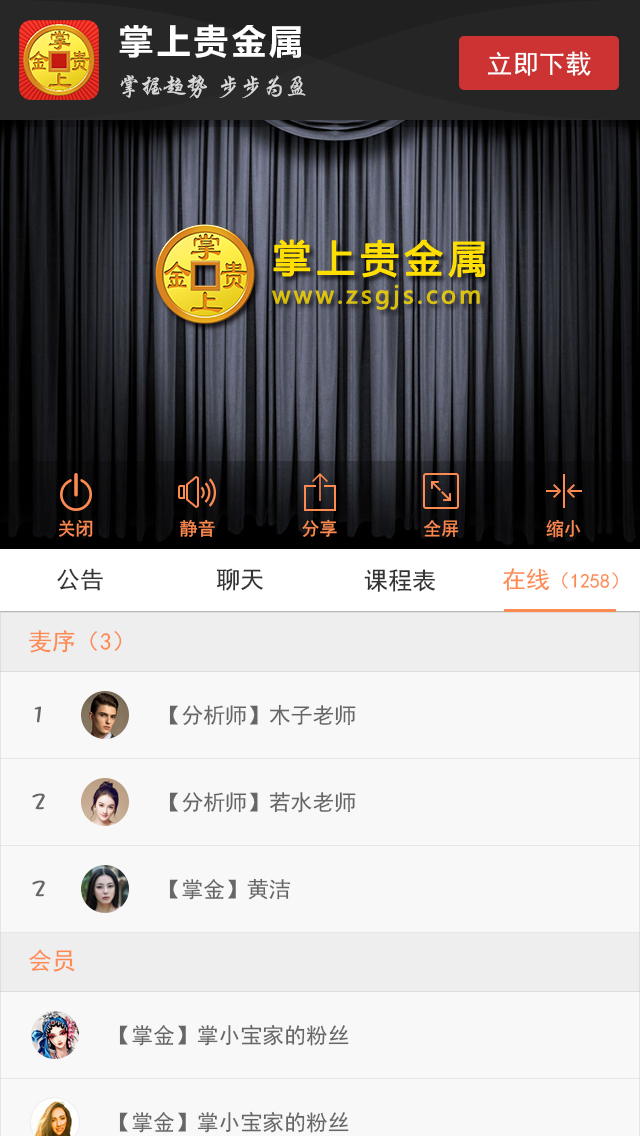 掌上贵金属
掌上贵金属
掌握趋势 步步为盈
立即下载
掌上贵金属
掌上贵金属
www.zsgjs.com
关闭 静音 分享 全屏 缩小
公告 聊天 课程表 在线（1258）
麦序（3）
1 【分析师】木子老师
2 【分析师】若水老师
2 【掌金】黄洁
会员
【掌金】掌小宝家的粉丝
【掌金】掌小宝家的粉丝